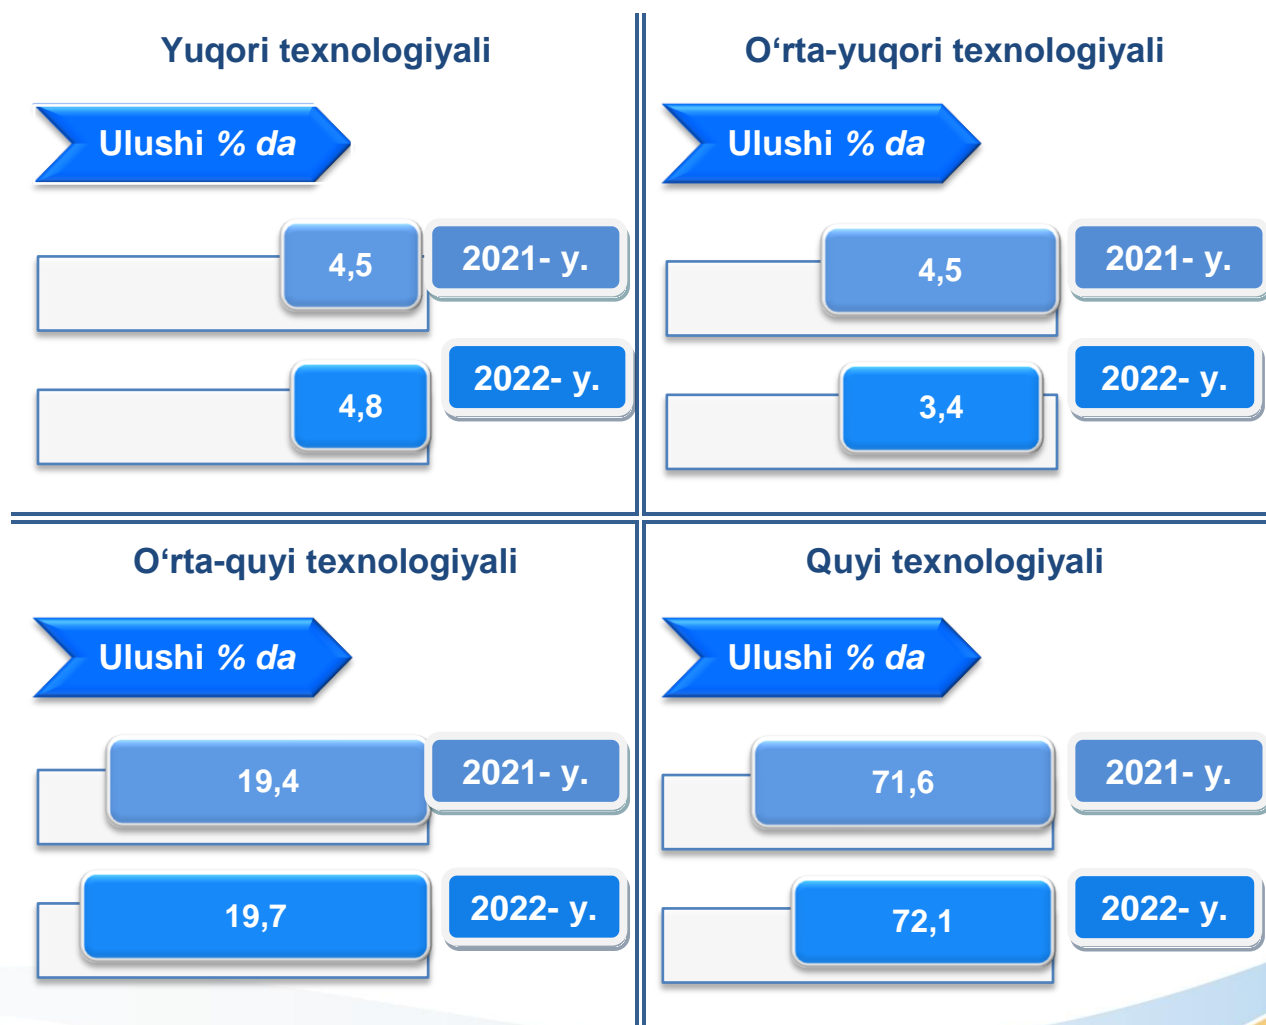 Yuqori texnologiyali
Ulushi % da
4,5
2021- y.
4,8
2022- y.
O‘rta-yuqori texnologiyali
Ulushi % da
4,5
2021- y.
3,4
2022- y.
O‘rta-quyi texnologiyali
Ulushi % da
19,4
2021- y.
19,7
2022- y.
Quyi texnologiyali
Ulushi % da
71,6
2021- y.
72,1
2022- y.